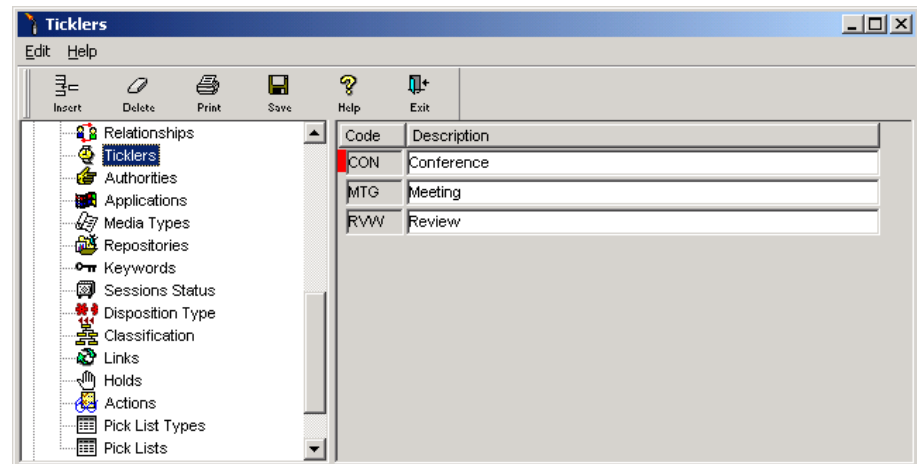 Ticklers
Edit Help
Insert Delete Print Save Help Exit
Relationships
Ticklers
Authorities
Applications
Media Types
Repositories
Keywords
Sessions Status
Disposition Type
Classification
Links
Holds
Actions
Pick List Types
Pick Lists
Code Description
CON Conference
MTG Meeting
RVW Review